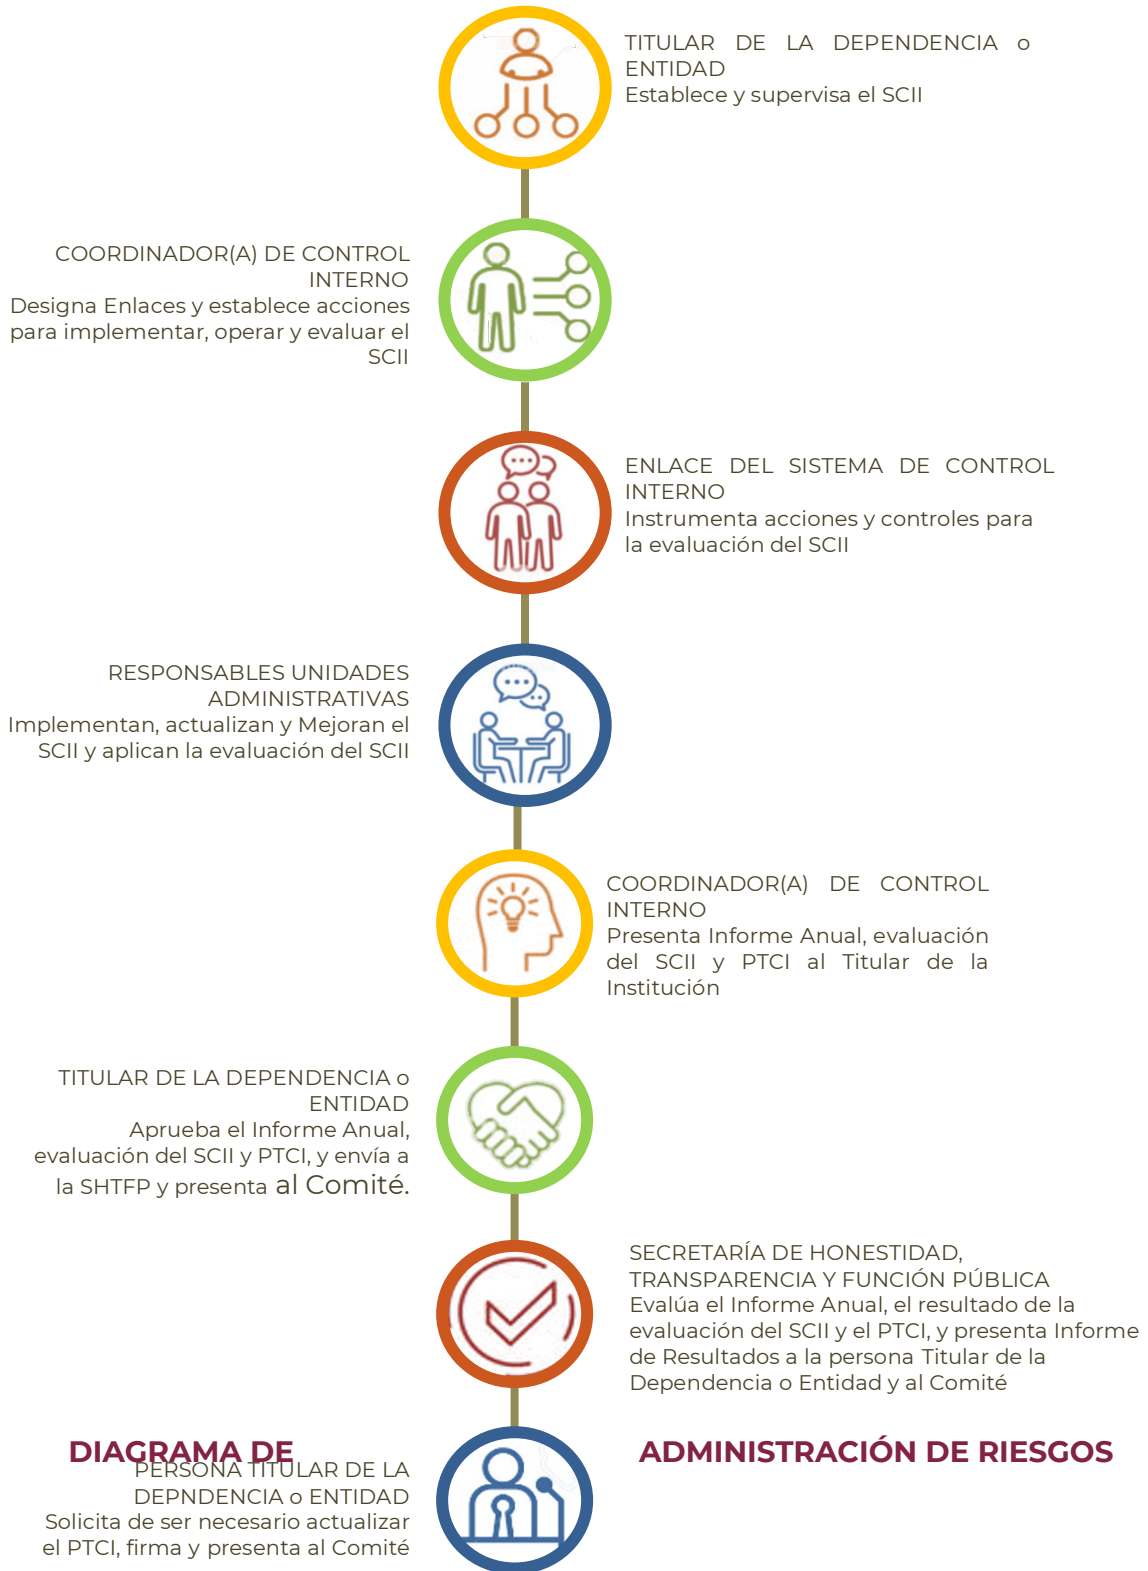 TITULAR DE LA DEPENDENCIA o
ENTIDAD
Establece y supervisa el SCII
COORDINADOR(A) DE CONTROL
INTERNO
Designa Enlaces y establece acciones
para implementar, operar y evaluar el
SCII
ENLACE DEL SISTEMA DE CONTROL
INTERNO
Instrumenta acciones y controles para
la evaluación del SCII
RESPONSABLES UNIDADES
ADMINISTRATIVAS
Implementan, actualizan y Mejoran el
SCII y aplican la evaluación del SCII
COORDINADOR(A) DE CONTROL
INTERNO
Presenta Informe Anual, evaluación
del SCII y PTCI al Titular de la
Institución
TITULAR DE LA DEPENDENCIA o
ENTIDAD
Aprueba el Informe Anual,
evaluación del SCII y PTCI, y envía a
la SHTFP y presenta al Comité.
SECRETARÍA DE HONESTIDAD,
TRANSPARENCIA Y FUNCIÓN PÚBLICA
Evalúa el Informe Anual, el resultado de la
evaluación del SCII y el PTCI, y presenta Informe
de Resultados a la persona Titular de la
Dependencia o Entidad y al Comité
DIAGRAMA DE ADMINISTRACIÓN DE RIESGOS
PERSONA TITULAR DE LA
DEPNDENCIA o ENTIDAD
Solicita de ser necesario actualizar
el PTCI, firma y presenta al Comité